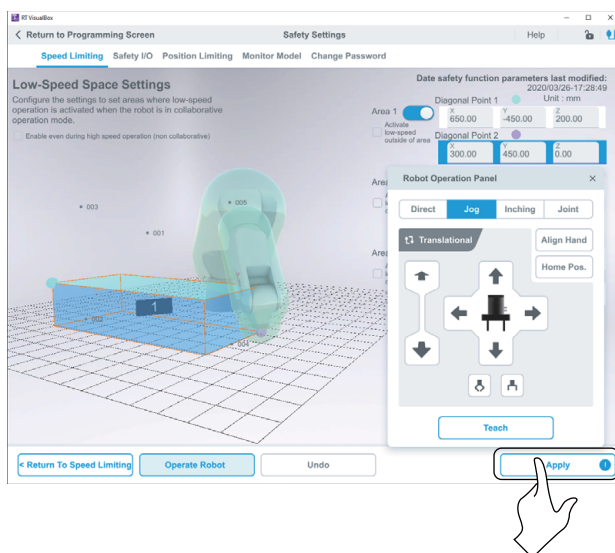 RT VisualBox
Return to Programming Screen
Safety Settings
Help
Speed Limiting Safety I/O Position Limiting Monitor Model Change Password
Low-Speed Space Settings
Configure the settings to set areas where low-speed
operation is activated when the robot is in collaborative
operation mode.
Enable even during high speed operation (non collaborative)
Date safety function parameters last modified:
2020/03/26-17:28:49
Diagonal Point 1
Unit : mm
Area 1
X
650.00
Y
-450.00
Z
200.00
Activate
low-speed
outside of area
Diagonal Point 2
X
300.00
Y
450.00
Z
0.00
003
001
005
1
004
Robot Operation Panel
Direct Jog Inching Joint
Translational
Align Hand
Home Pos.
Teach
< Return To Speed Limiting
Operate Robot
Undo
Apply